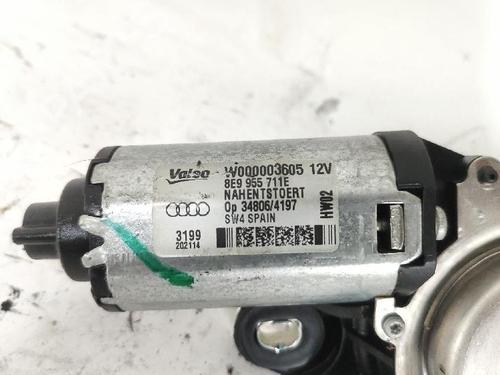 Valeo W000003605 12V
8E9 955 711E
NAHENTSTOERT
Op 34806/4197
SW4 SPAIN
HW02
3199
202114